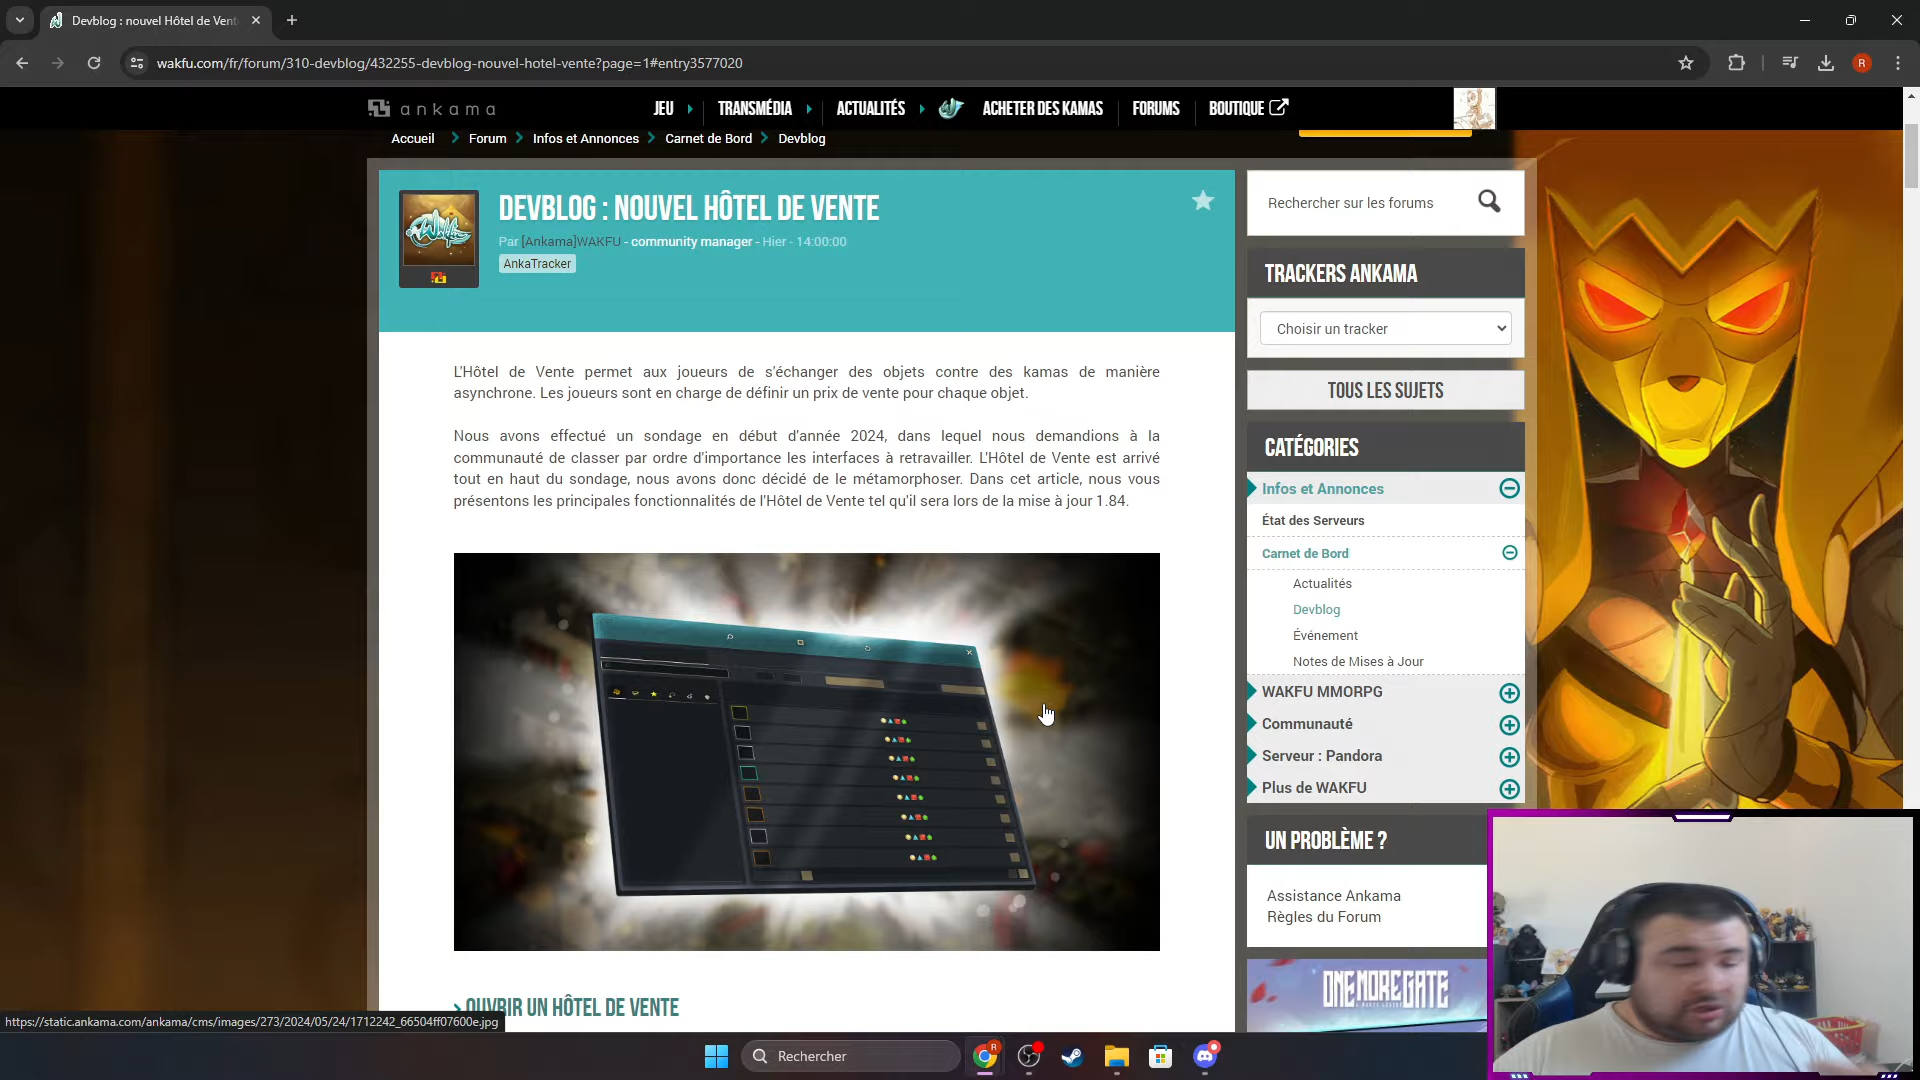 Devblog : nouvel Hôtel de Vent
wakfu.com/fr/forum/310-devblog/432255-devblog-nouvel-hotel-vente?page=1#entry3577020
R
ankama
JEU
TRANSMÉDIA
ACTUALITÉS
ACHETER DES KAMAS
FORUMS
BOUTIQUE
Accueil
Forum
Infos et Annonces
Carnet de Bord
Devblog
Wakfu
DEVBLOG : NOUVEL HÔTEL DE VENTE
Par [Ankama]WAKFU - community manager - Hier - 14:00:00
AnkaTracker
L'Hôtel de Vente permet aux joueurs de s'échanger des objets contre des kamas de manière
asynchrone. Les joueurs sont en charge de définir un prix de vente pour chaque objet.
Nous avons effectué un sondage en début d'année 2024, dans lequel nous demandions à la
communauté de classer par ordre d'importance les interfaces à retravailler. L'Hôtel de Vente est arrivé
tout en haut du sondage, nous avons donc décidé de le métamorphoser. Dans cet article, nous vous
présentons les principales fonctionnalités de l'Hôtel de Vente tel qu'il sera lors de la mise à jour 1.84.
OUVRIR UN HÔTEL DE VENTE
Rechercher sur les forums
TRACKERS ANKAMA
Choisir un tracker
TOUS LES SUJETS
CATÉGORIES
Infos et Annonces
État des Serveurs
Carnet de Bord
Actualités
Devblog
Événement
Notes de Mises à Jour
WAKFU MMORPG
Communauté
Serveur : Pandora
Plus de WAKFU
UN PROBLÈME ?
Assistance Ankama
Règles du Forum
ONE MORE GATE
https://static.ankama.com/ankama/cms/images/273/2024/05/24/1712242_66504ff07600e.jpg
Rechercher
R